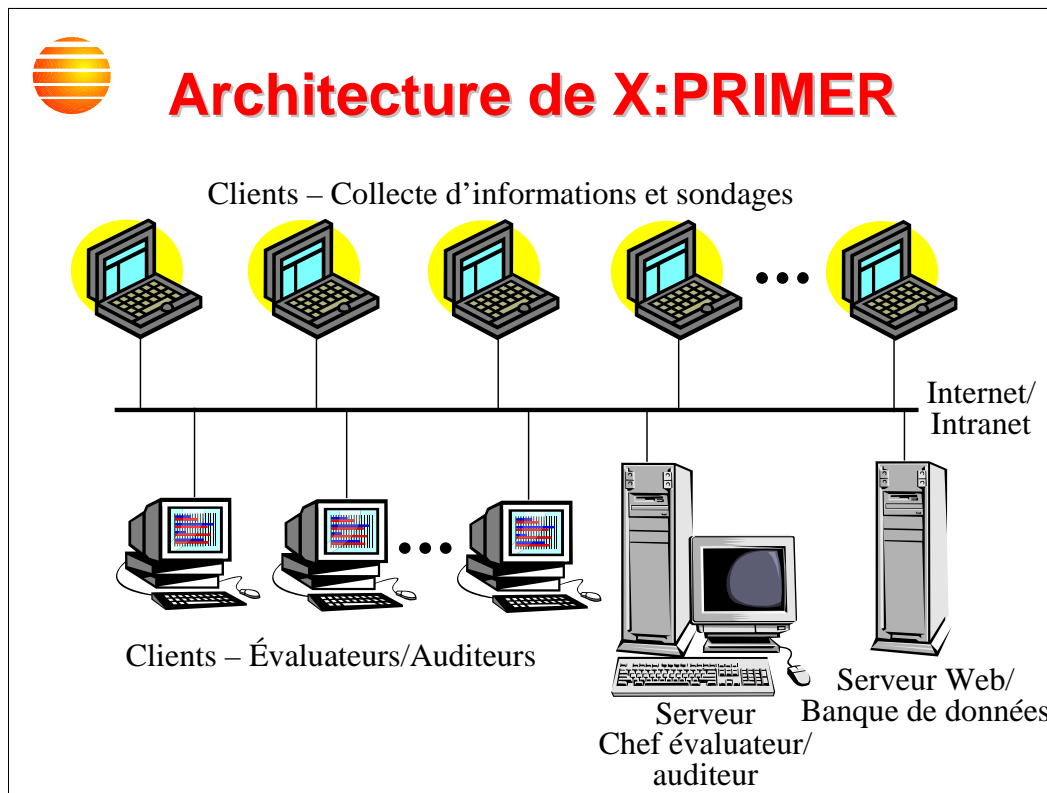 Architecture de X:PRIMER
Clients – Collecte d’informations et sondages
Internet/
Intranet
Clients – Évaluateurs/Auditeurs
Serveur
Chef évaluateur/
auditeur
Serveur Web/
Banque de données